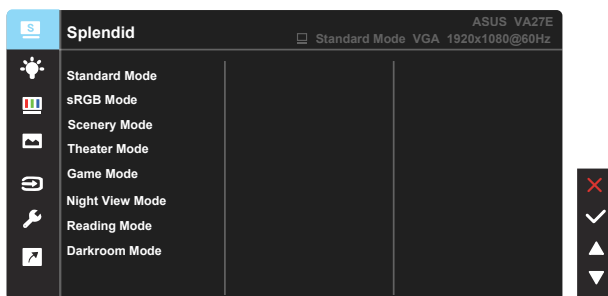 S
Splendid
ASUS VA27E
Standard Mode VGA 1920x1080@60Hz
Standard Mode
sRGB Mode
Scenery Mode
Theater Mode
Game Mode
Night View Mode
Reading Mode
Darkroom Mode